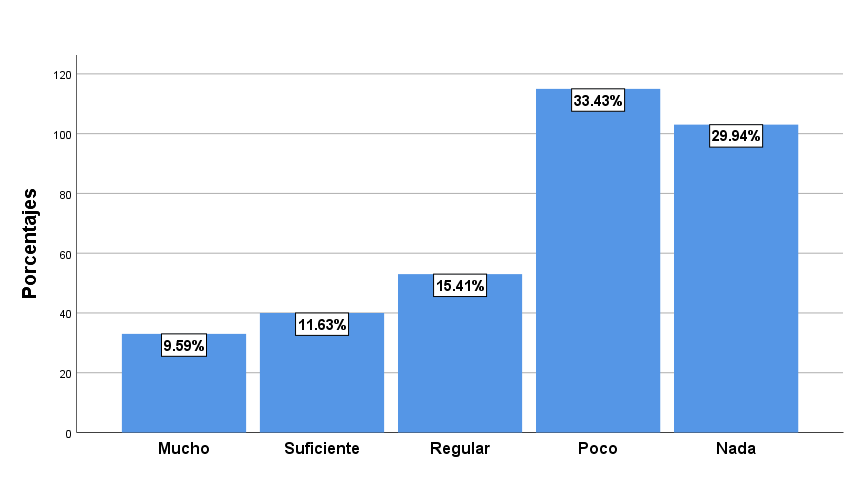 Porcentajes
120
100
80
60
40
20
0
9.59%
11.63%
15.41%
33.43%
29.94%
Mucho
Suficiente
Regular
Poco
Nada